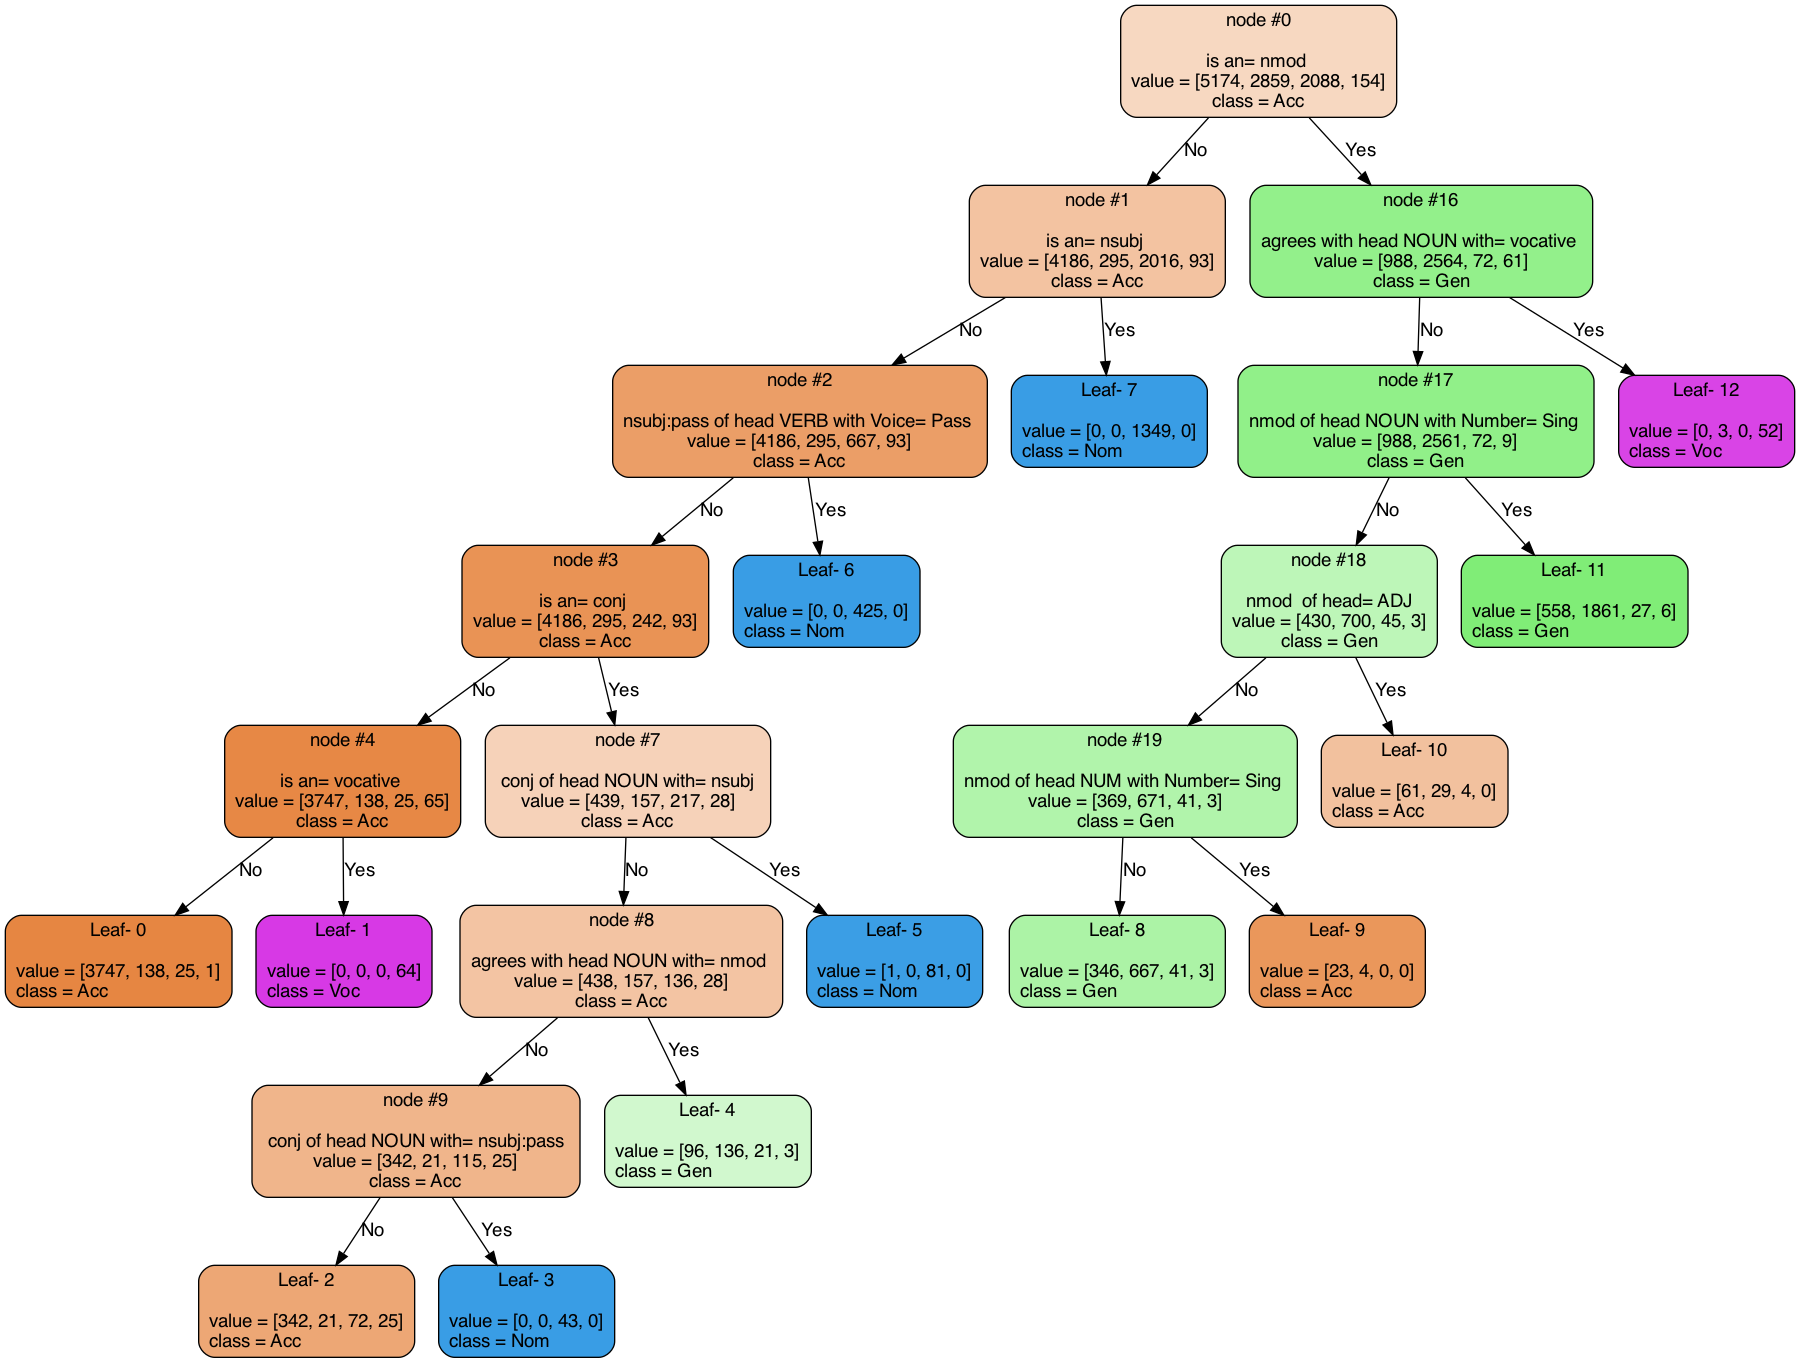 node #0
is an= nmod
value = [5174, 2859, 2088, 154]
class = Acc
No
Yes
node #1
is an= nsubj
value = [4186, 295, 2016, 93]
class = Acc
node #16
agrees with head NOUN with= vocative
value = [988, 2564, 72, 61]
class = Gen
No
Yes
No
Yes
node #2
nsubj:pass of head VERB with Voice= Pass
value = [4186, 295, 667, 93]
class = Acc
Leaf- 7
value = [0, 0, 1349, 0]
class = Nom
node #17
nmod of head NOUN with Number= Sing
value = [988, 2561, 72, 9]
class = Gen
Leaf- 12
value = [0, 3, 0, 52]
class = Voc
No
Yes
No
Yes
node #3
is an= conj
value = [4186, 295, 242, 93]
class = Acc
Leaf- 6
value = [0, 0, 425, 0]
class = Nom
node #18
nmod  of head= ADJ
value = [430, 700, 45, 3]
class = Gen
Leaf- 11
value = [558, 1861, 27, 6]
class = Gen
No
Yes
No
Yes
node #4
is an= vocative
value = [3747, 138, 25, 65]
class = Acc
node #7
conj of head NOUN with= nsubj
value = [439, 157, 217, 28]
class = Acc
node #19
nmod of head NUM with Number= Sing
value = [369, 671, 41, 3]
class = Gen
Leaf- 10
value = [61, 29, 4, 0]
class = Acc
No
Yes
No
Yes
No
Yes
Leaf- 0
value = [3747, 138, 25, 1]
class = Acc
Leaf- 1
value = [0, 0, 0, 64]
class = Voc
node #8
agrees with head NOUN with= nmod
value = [438, 157, 136, 28]
class = Acc
Leaf- 5
value = [1, 0, 81, 0]
class = Nom
Leaf- 8
value = [346, 667, 41, 3]
class = Gen
Leaf- 9
value = [23, 4, 0, 0]
class = Acc
No
Yes
node #9
conj of head NOUN with= nsubj:pass
value = [342, 21, 115, 25]
class = Acc
Leaf- 4
value = [96, 136, 21, 3]
class = Gen
No
Yes
Leaf- 2
value = [342, 21, 72, 25]
class = Acc
Leaf- 3
value = [0, 0, 43, 0]
class = Nom